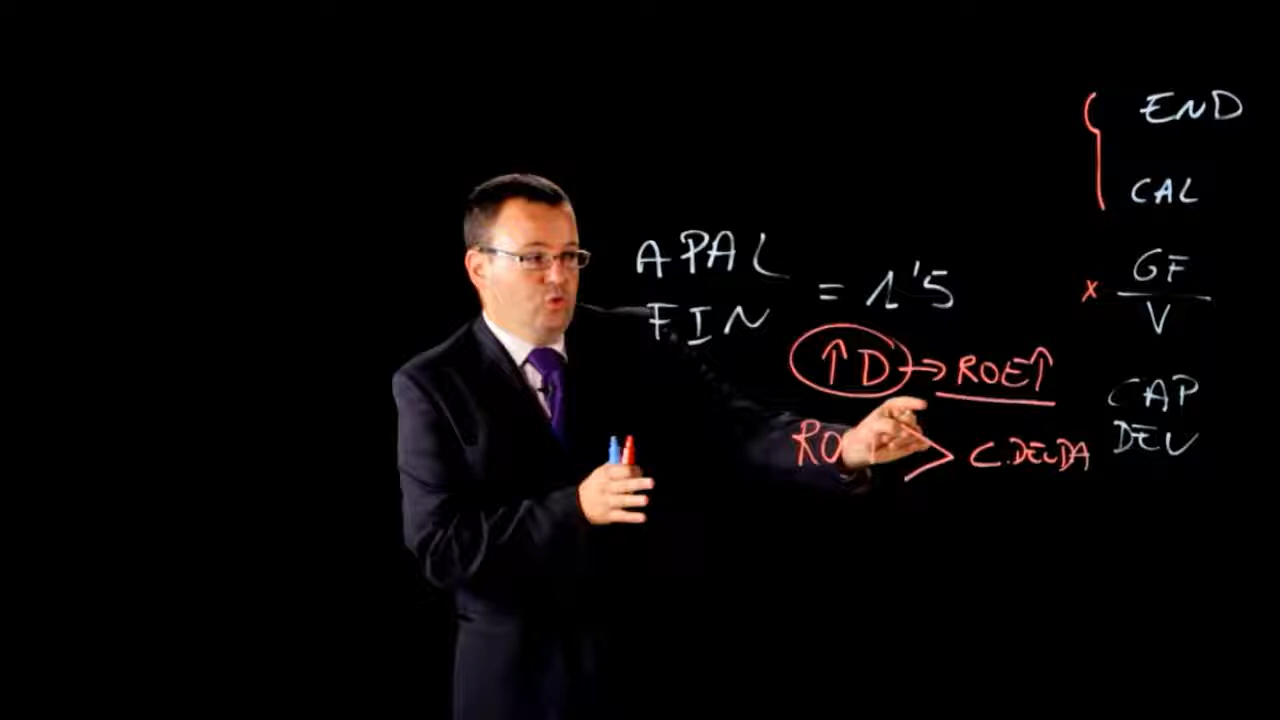 APAL
FIN
= 1'5
↑D → ROE↑
> C.DEUDA
END
CAL
x GF
V
CAP
DEV